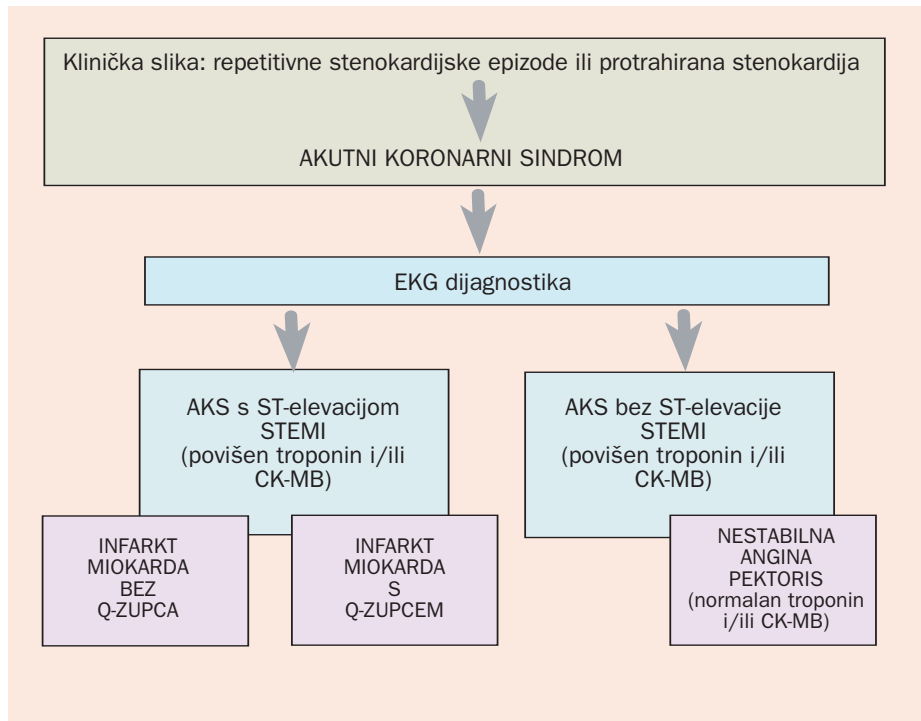 Klinička slika: repetitivne stenokardijske epizode ili protrahirana stenokardija
AKUTNI KORONARNI SINDROM
EKG dijagnostika
AKS s ST-elevacijom
STEMI
(povišen troponin i/ili
CK-MB)
AKS bez ST-elevacije
STEMI
(povišen troponin i/ili
CK-MB)
INFARKT
MIOKARDA
BEZ
Q-ZUPCA
INFARKT
MIOKARDA
S
Q-ZUPCEM
NESTABILNA
ANGINA
PEKTORIS
(normalan troponin
i/ili CK-MB)